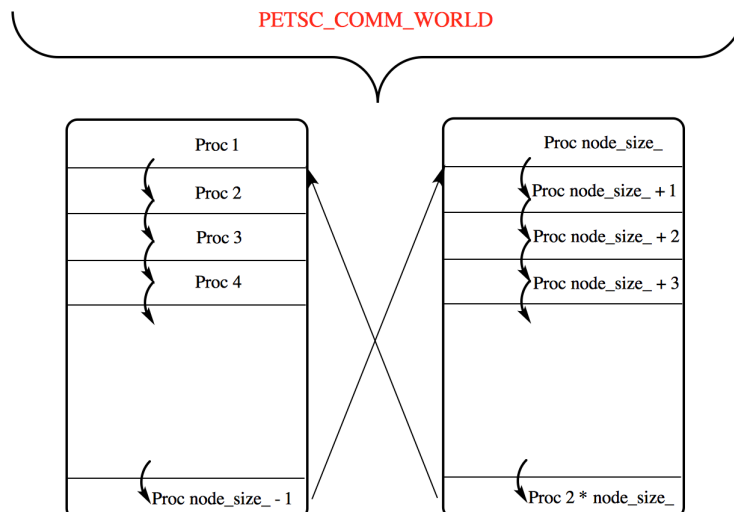 PETSC_COMM_WORLD
Proc 1
Proc 2
Proc 3
Proc 4
Proc node_size_ - 1
Proc node_size_
Proc node_size_ + 1
Proc node_size_ + 2
Proc node_size_ + 3
Proc 2 * node_size_